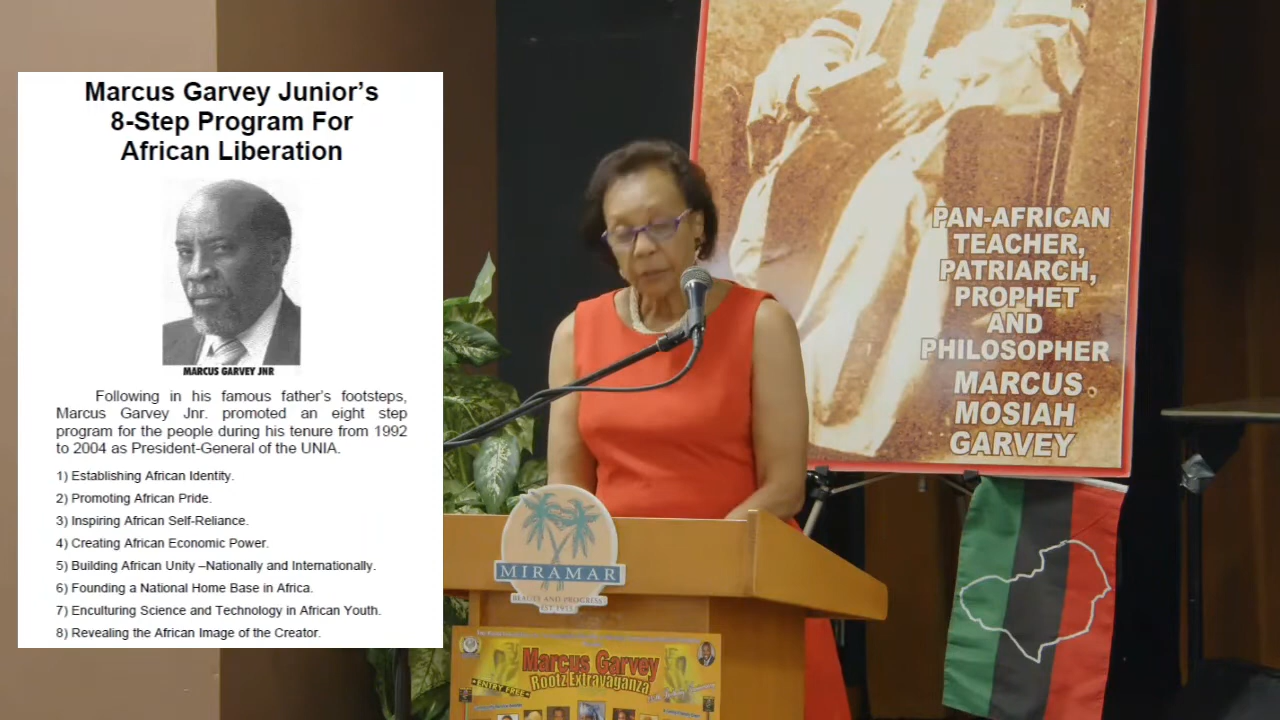 Marcus Garvey Junior's
8-Step Program For
African Liberation
MARCUS GARVEY JNR
Following in his famous father's footsteps,
Marcus Garvey Jnr. promoted an eight step
program for the people during his tenure from 1992
to 2004 as President-General of the UNIA.
1) Establishing African Identity.
2) Promoting African Pride.
3) Inspiring African Self-Reliance.
4) Creating African Economic Power.
5) Building African Unity –Nationally and Internationally.
6) Founding a National Home Base in Africa.
7) Enculturing Science and Technology in African Youth.
8) Revealing the African Image of the Creator.
PAN-AFRICAN
TEACHER,
PATRIARCH,
PROPHET
AND
PHILOSOPHER
MARCUS
MOSIAH
GARVEY
MIRAMAR
BEAUTY AND PROGRESS
EST. 1955
Marcus Garvey
Rootz Extravaganza
*ENTRY FREE*